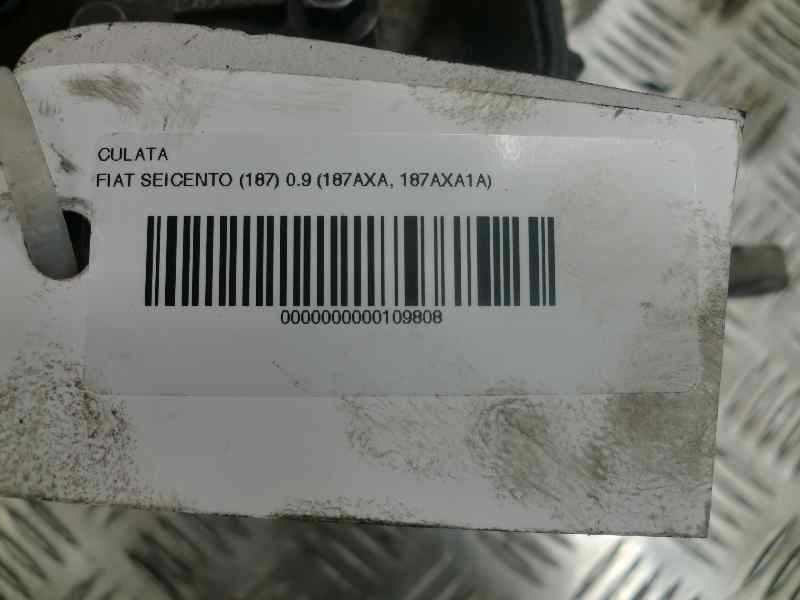 CULATA
FIAT SEICENTO (187) 0.9 (187AXA, 187AXA1A)
0000000000109808